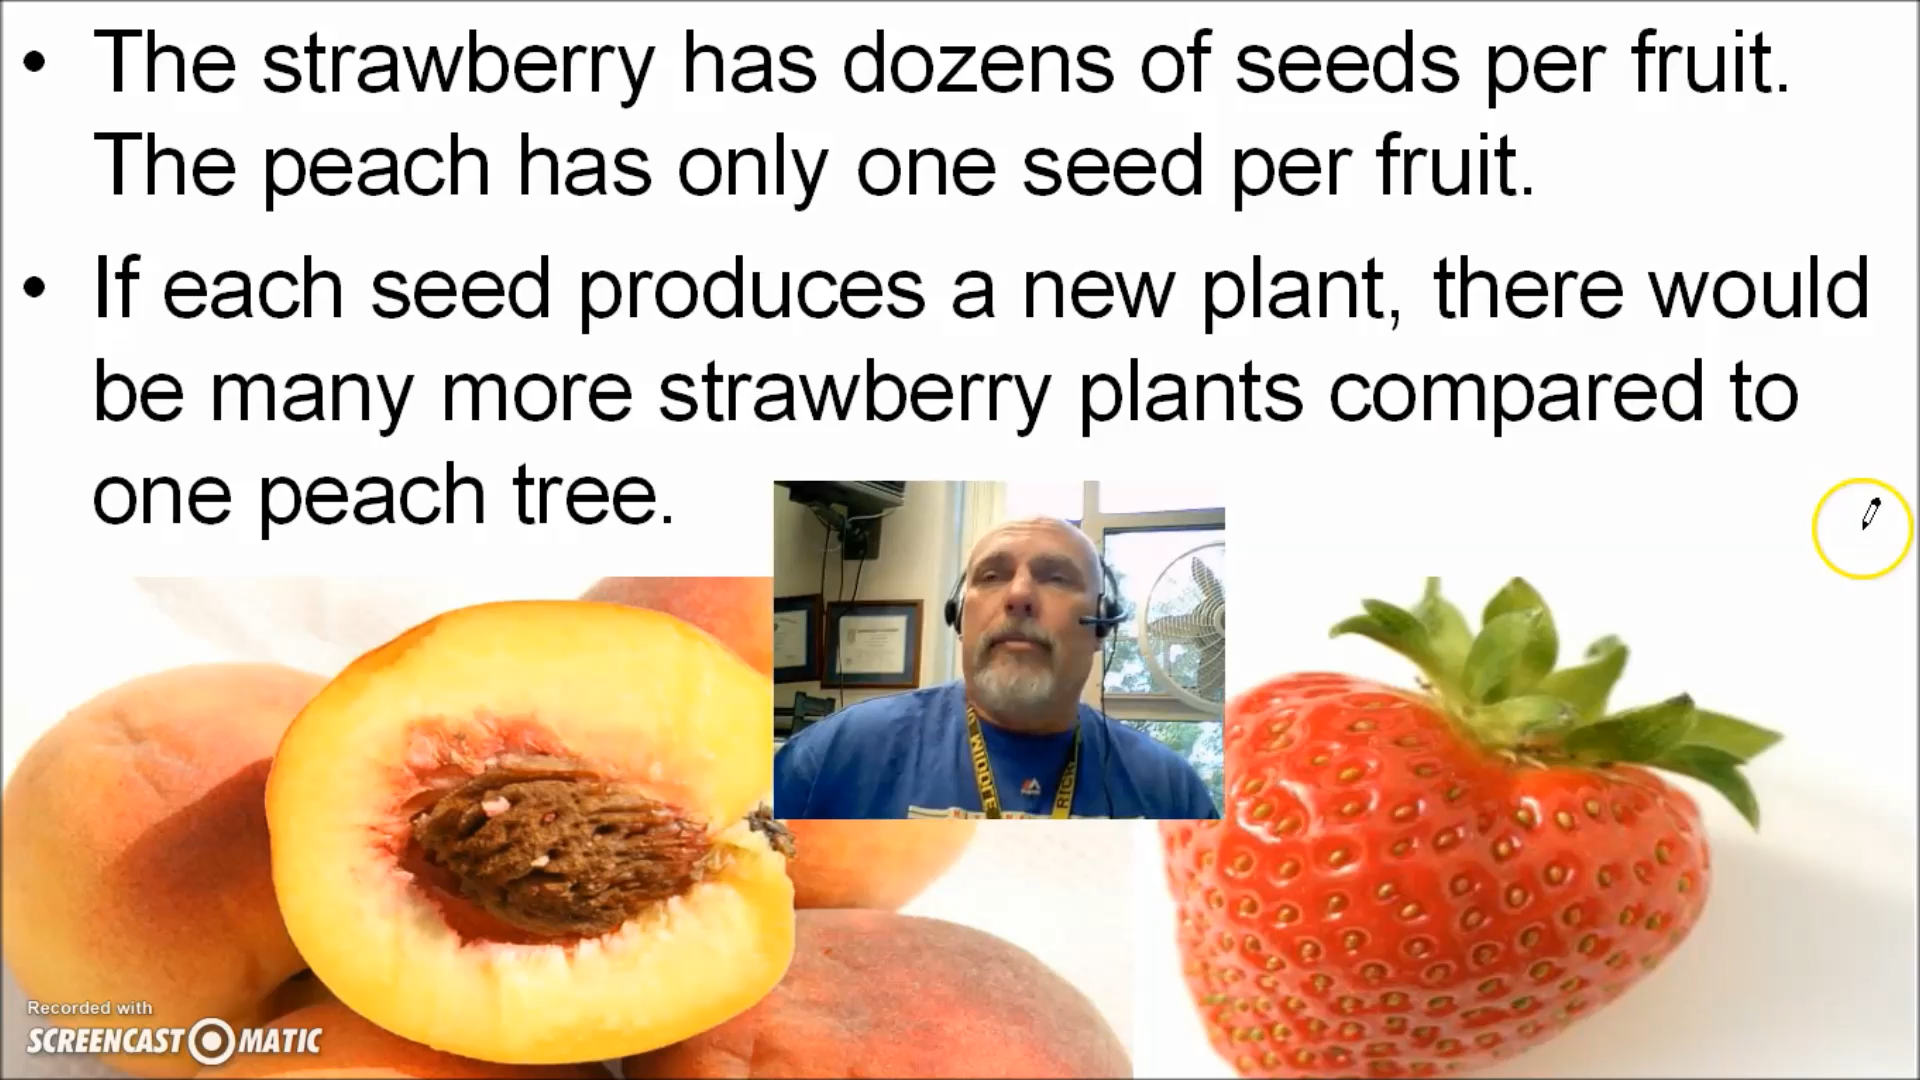 • The strawberry has dozens of seeds per fruit.
The peach has only one seed per fruit.
• If each seed produces a new plant, there would
be many more strawberry plants compared to
one peach tree.
MIDDLE
RICH
Recorded with
SCREENCAST MATIC